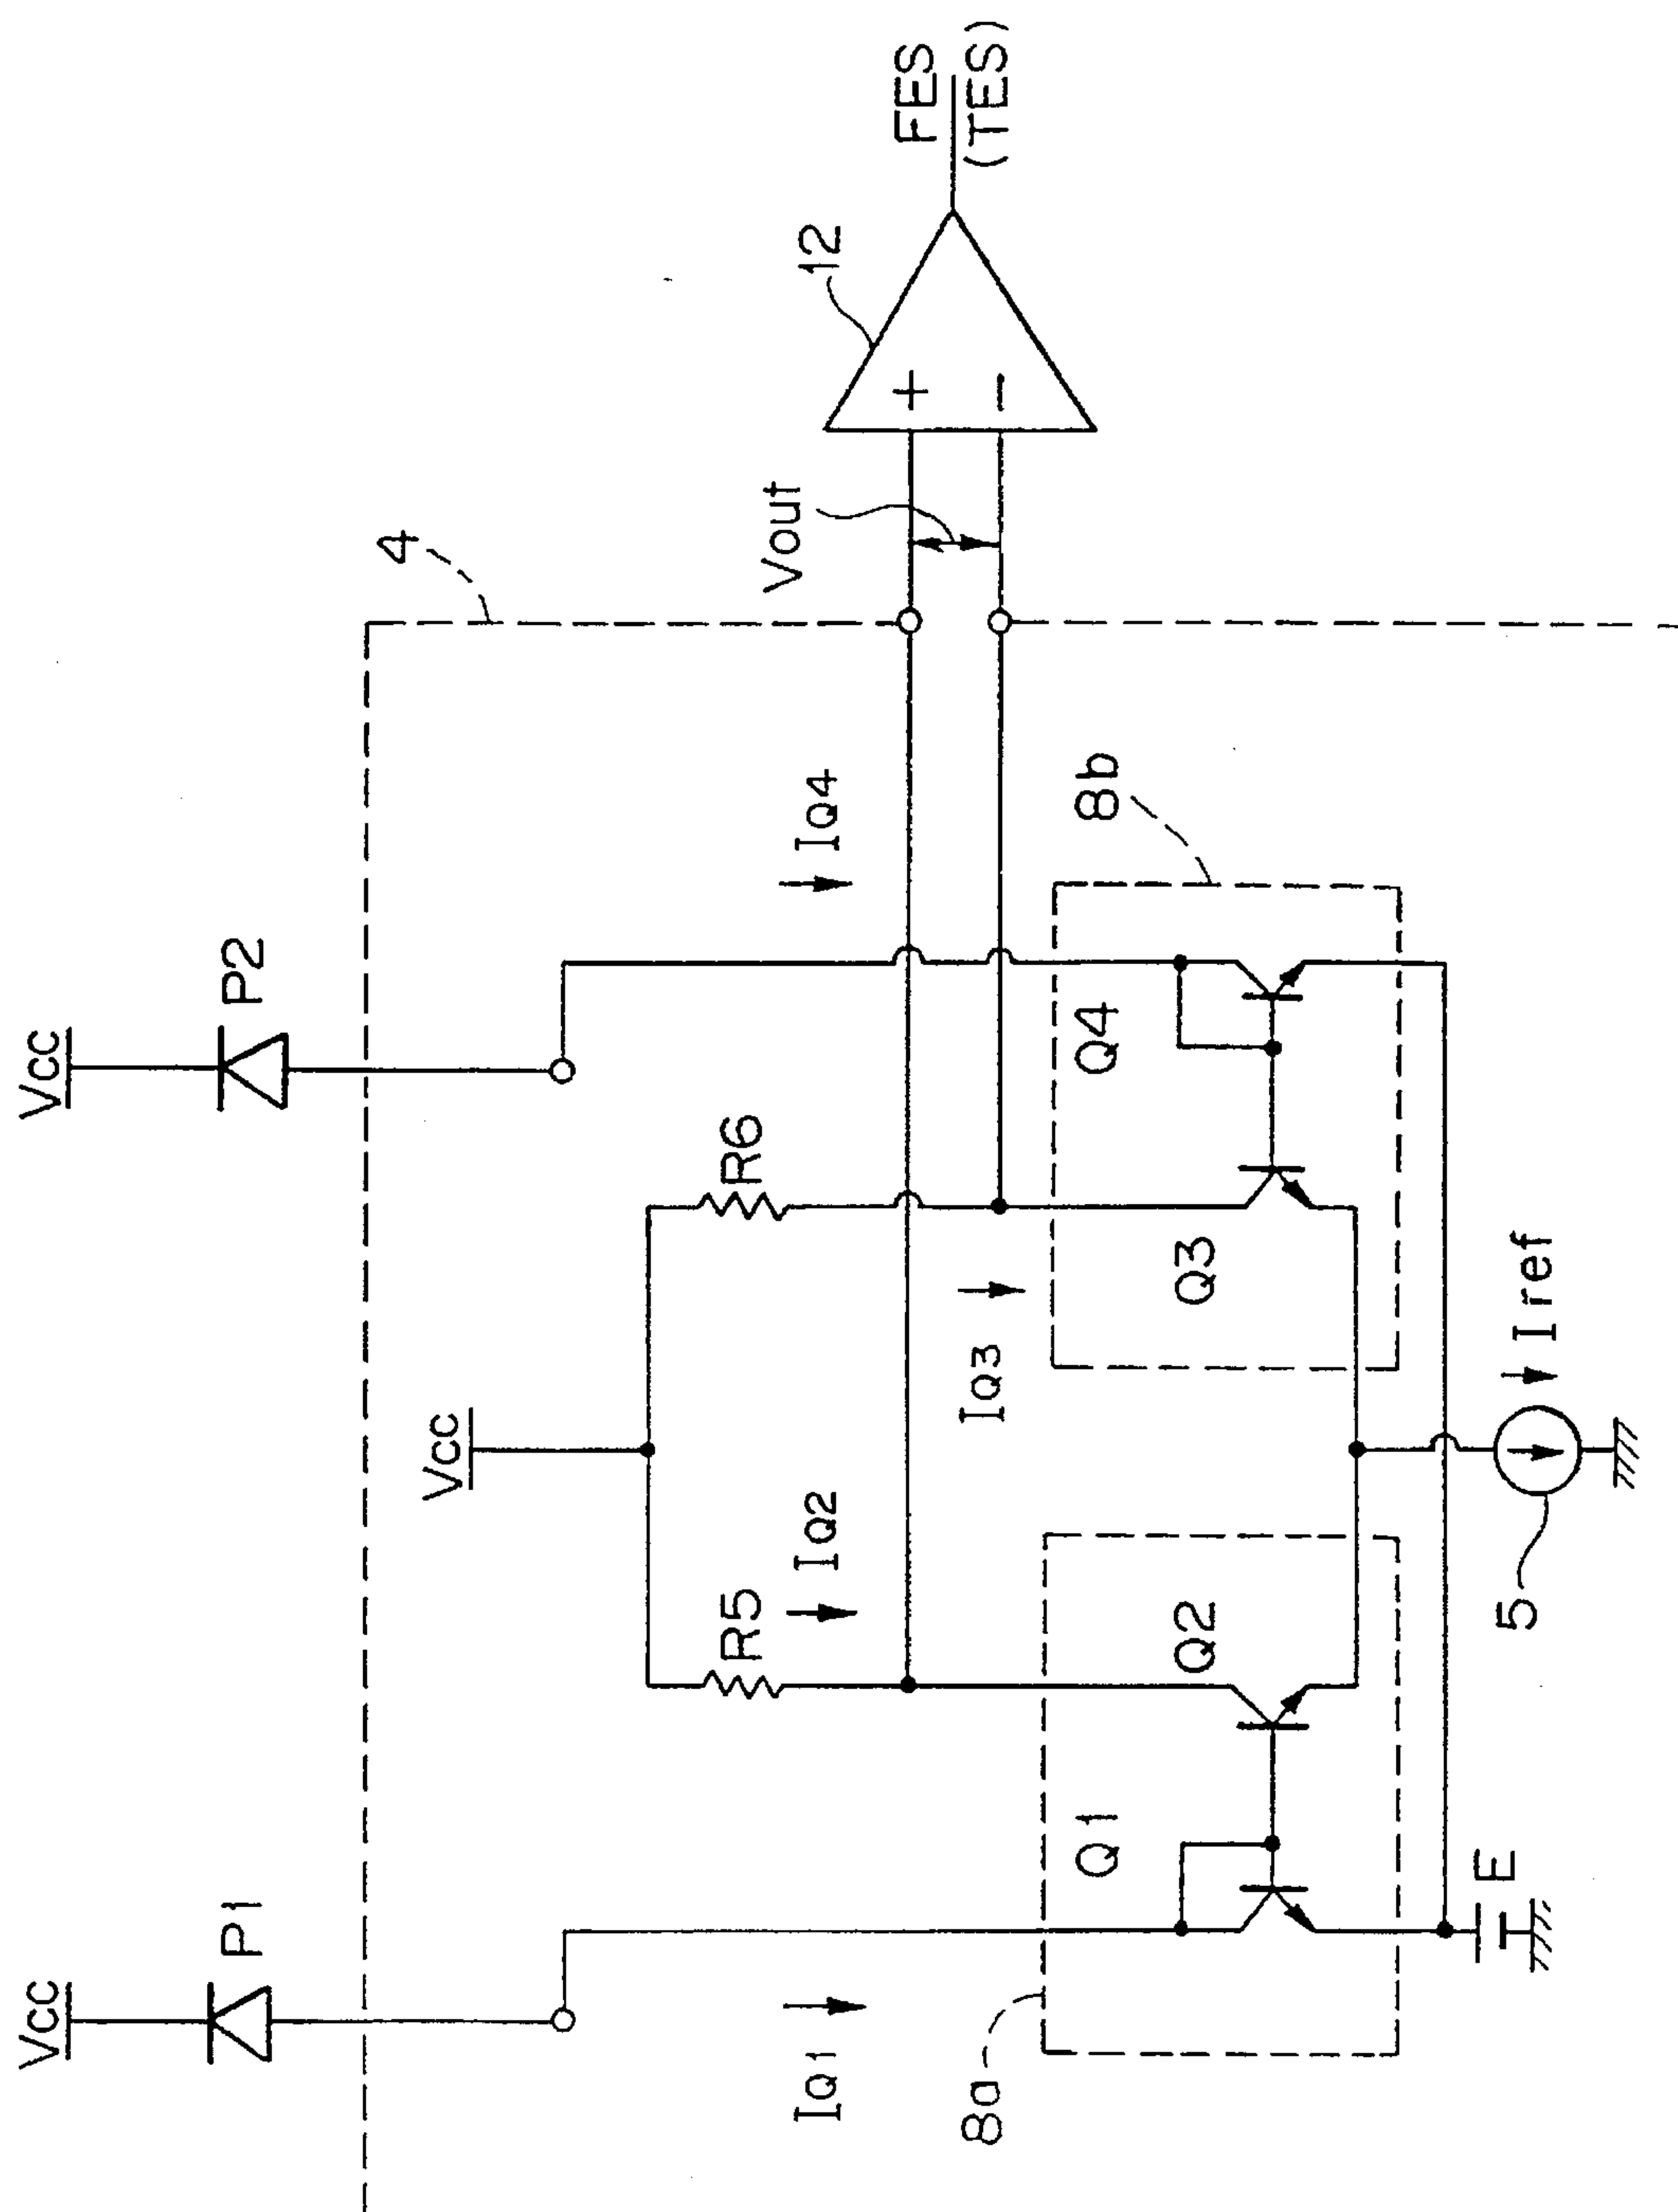 Vcc
Vcc
P1
P2
4
Vcc
R5
R6
Vout
IQ1
IQ2
IQ4
12
+
−
FES
(TES)
8a
IQ3
Q1
Q4
8b
Q2
Q3
E
5
Iref